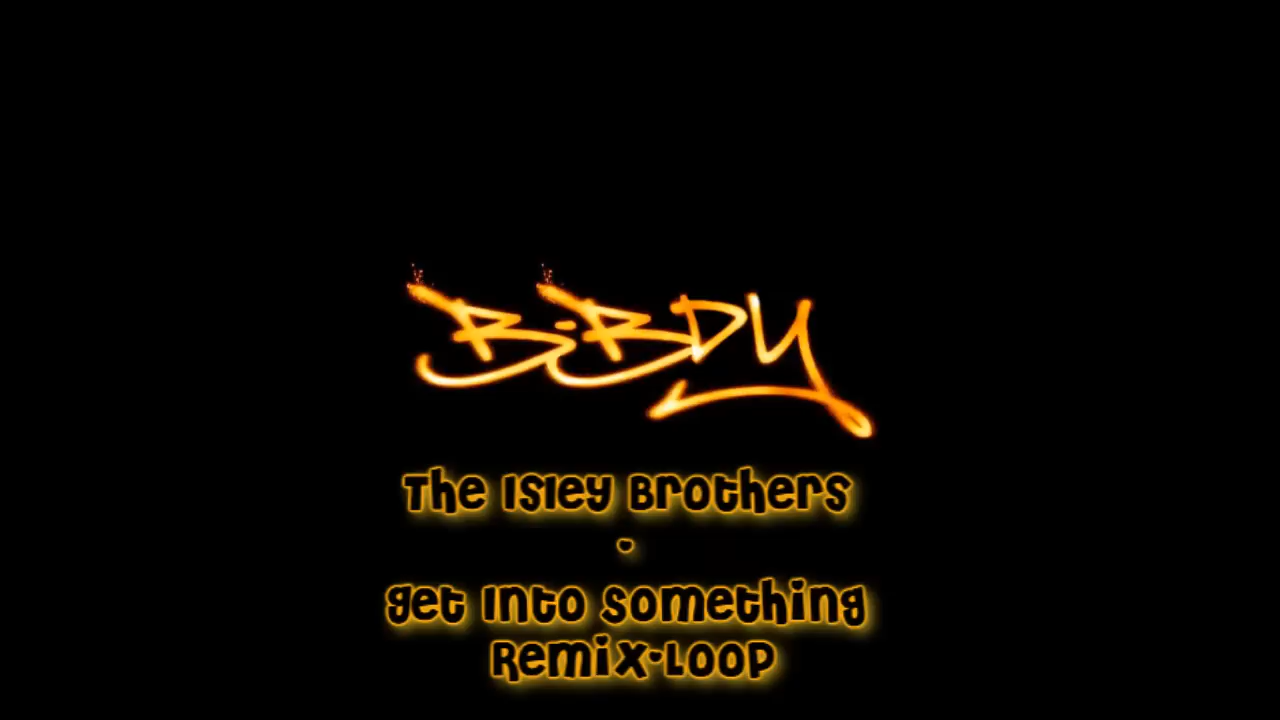 B-BDY
The Isley Brothers
-
get Into Something
Remix-Loop